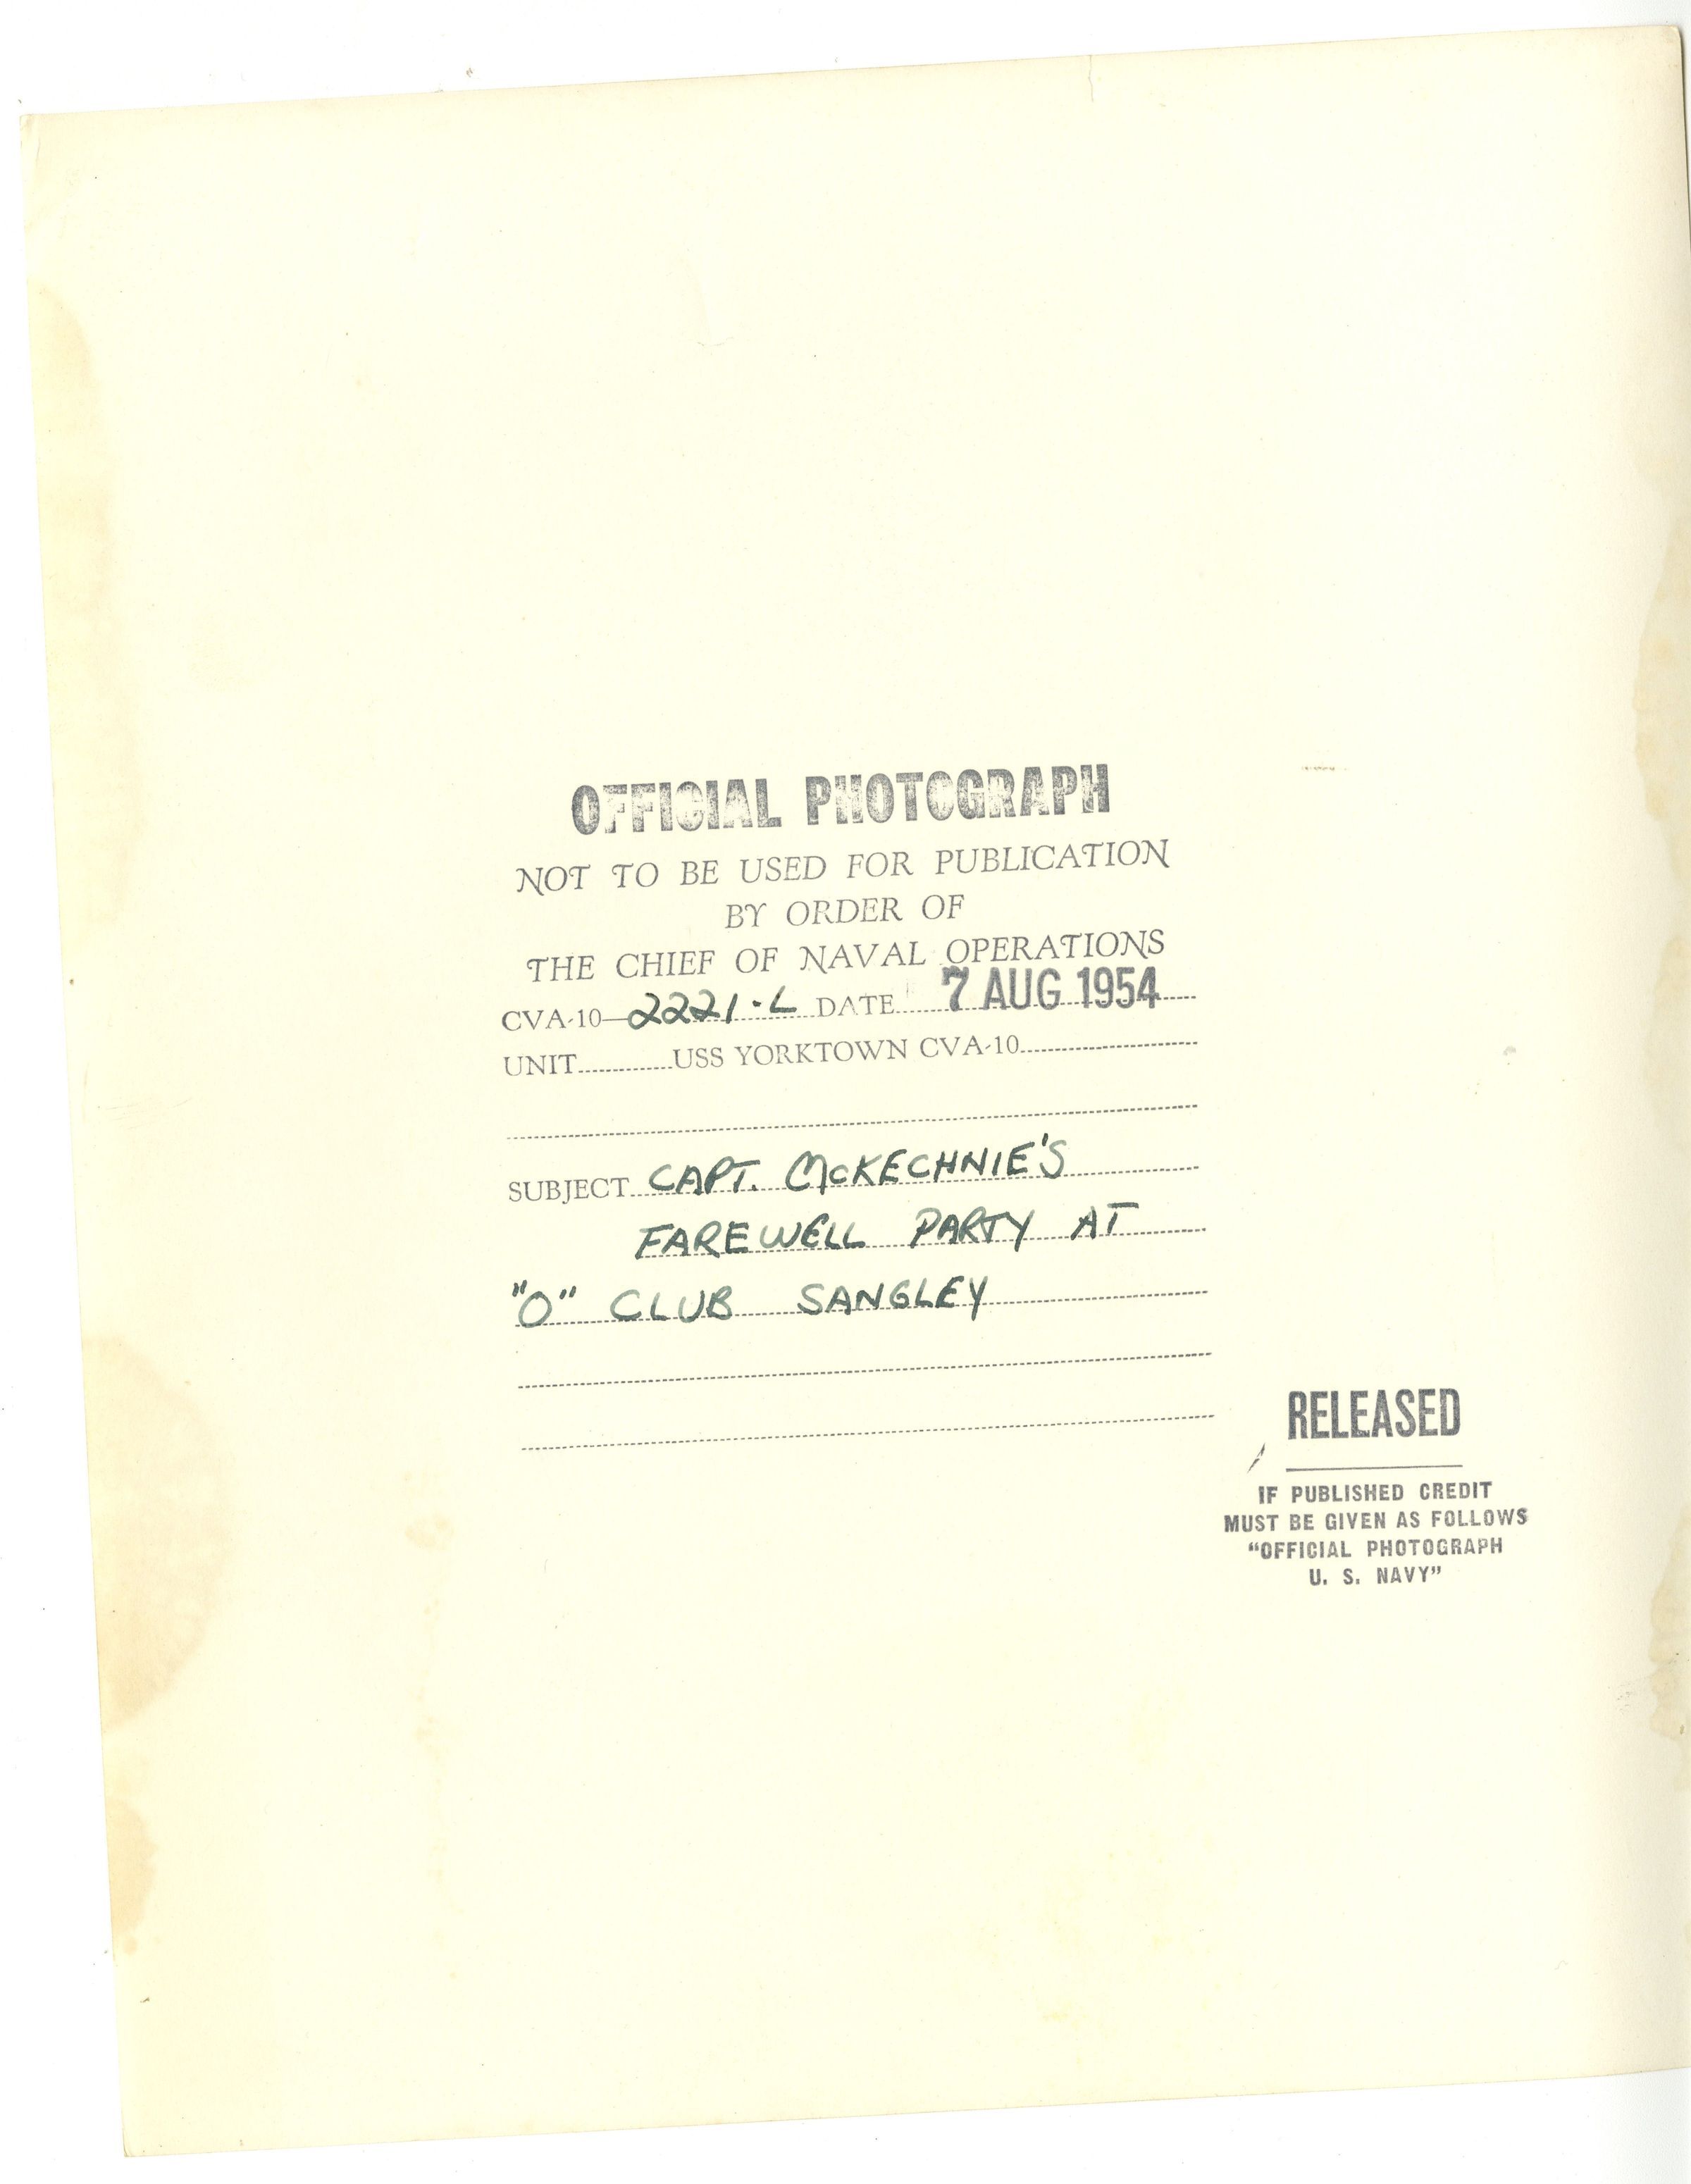 OFFICIAL PHOTOGRAPH
NOT TO BE USED FOR PUBLICATION
BY ORDER OF
THE CHIEF OF NAVAL OPERATIONS
CVA-10—2221-L DATE 7 AUG 1954
UNIT USS YORKTOWN CVA-10
SUBJECT CAPT. McKECHNIE'S
FAREWELL PARTY AT
"O" CLUB SANGLEY
RELEASED
IF PUBLISHED CREDIT
MUST BE GIVEN AS FOLLOWS
"OFFICIAL PHOTOGRAPH
U. S. NAVY"